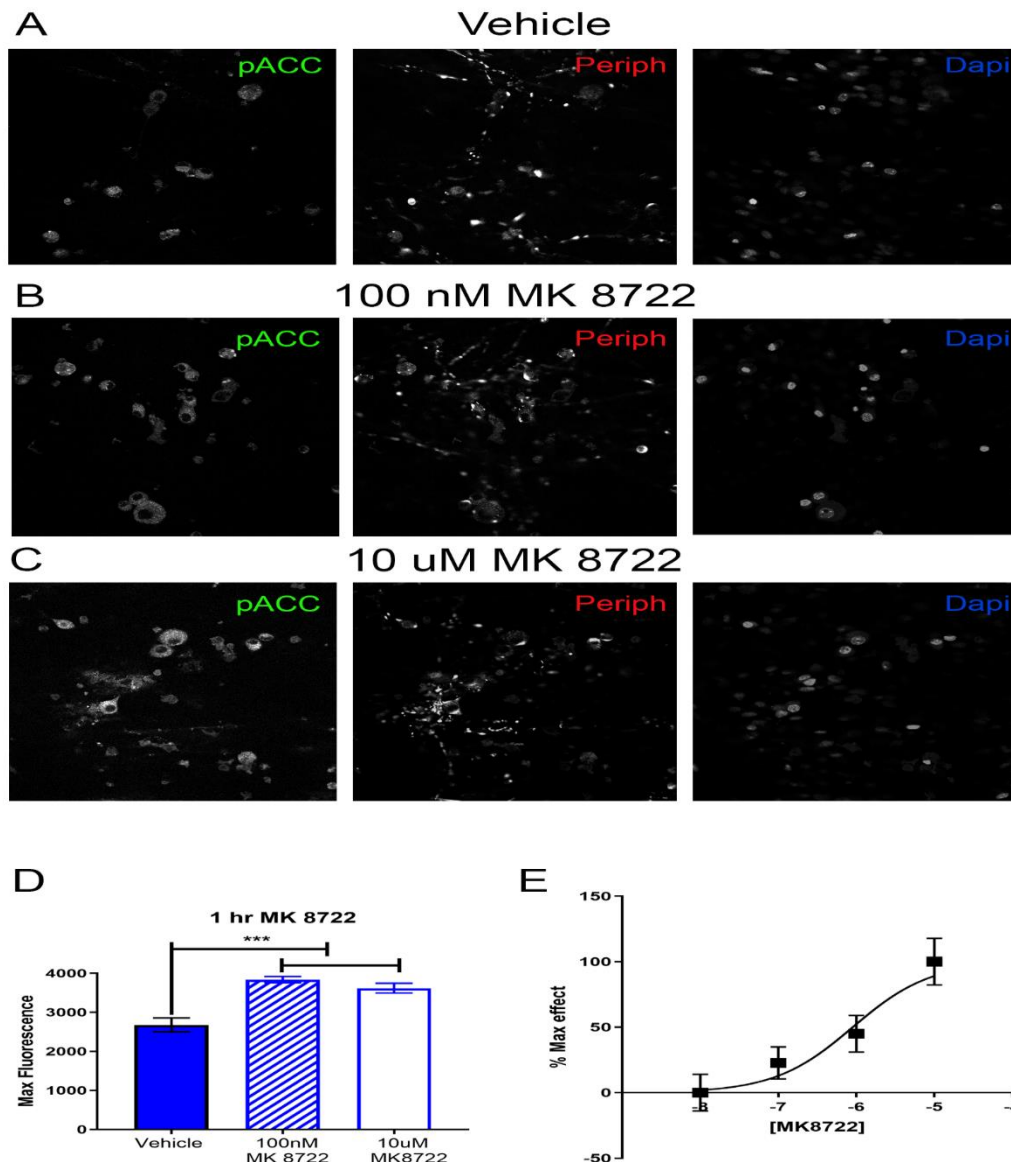 A
Vehicle
pACC
Periph
Dapi
B
100 nM MK 8722
pACC
Periph
Dapi
C
10 uM MK 8722
pACC
Periph
Dapi
D
1 hr MK 8722
***
Max Fluorescence
4000
3000
2000
1000
0
Vehicle
100nM
MK 8722
10uM
MK8722
E
% Max effect
150
100
50
0
-50
-8
-7
-6
-5
-4
[MK8722]